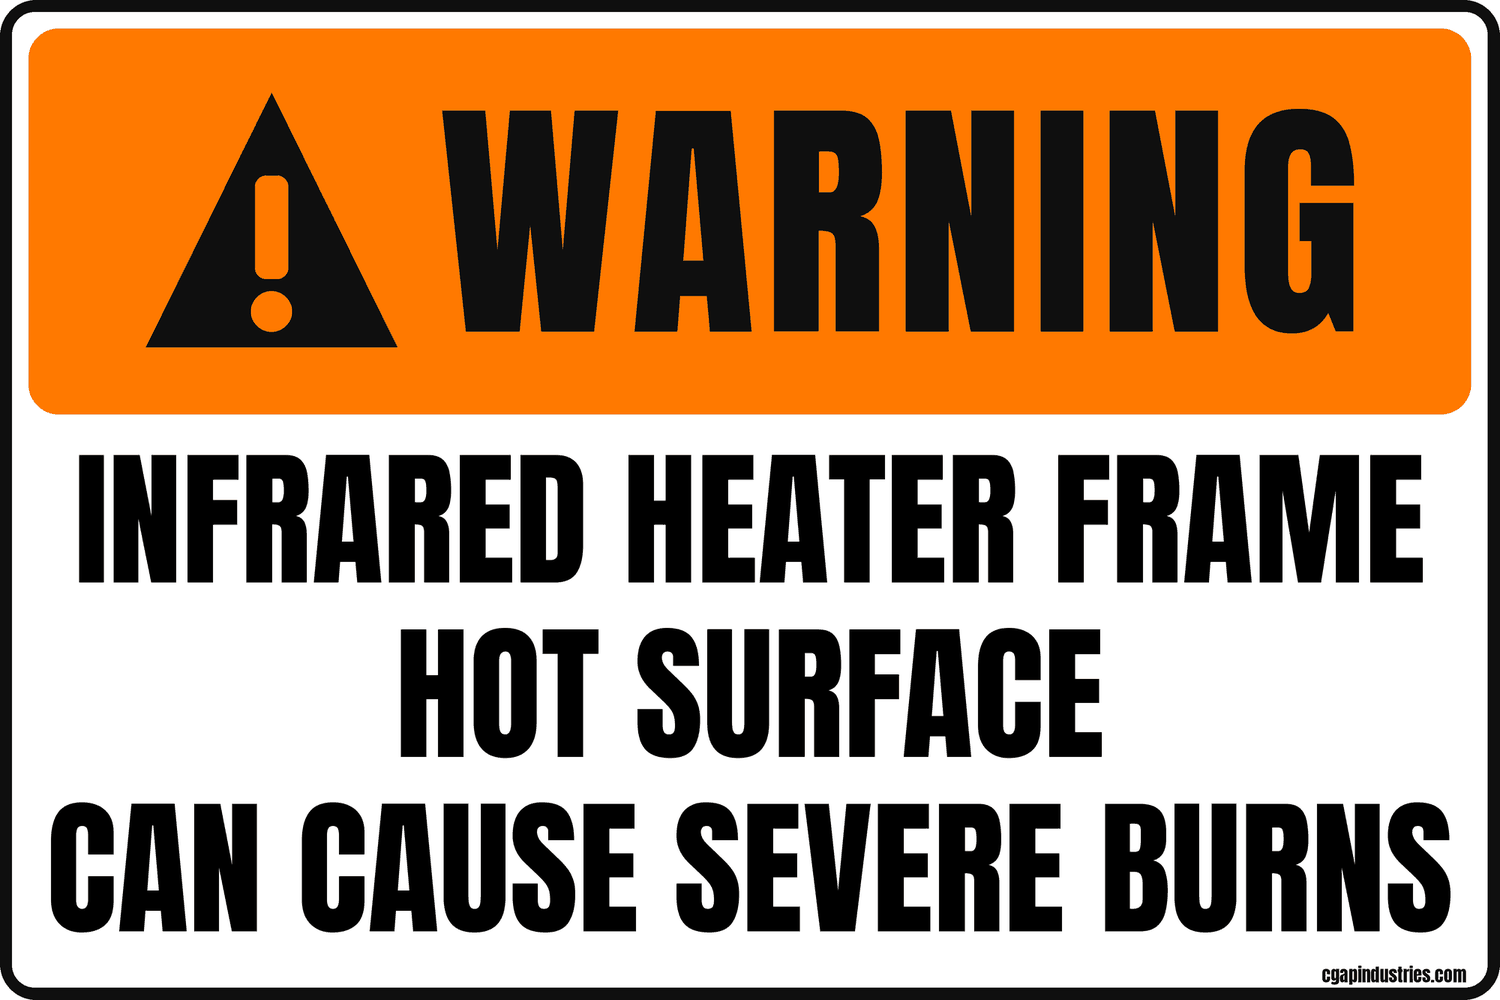 WARNING
INFRARED HEATER FRAME
HOT SURFACE
CAN CAUSE SEVERE BURNS
cgapindustries.com